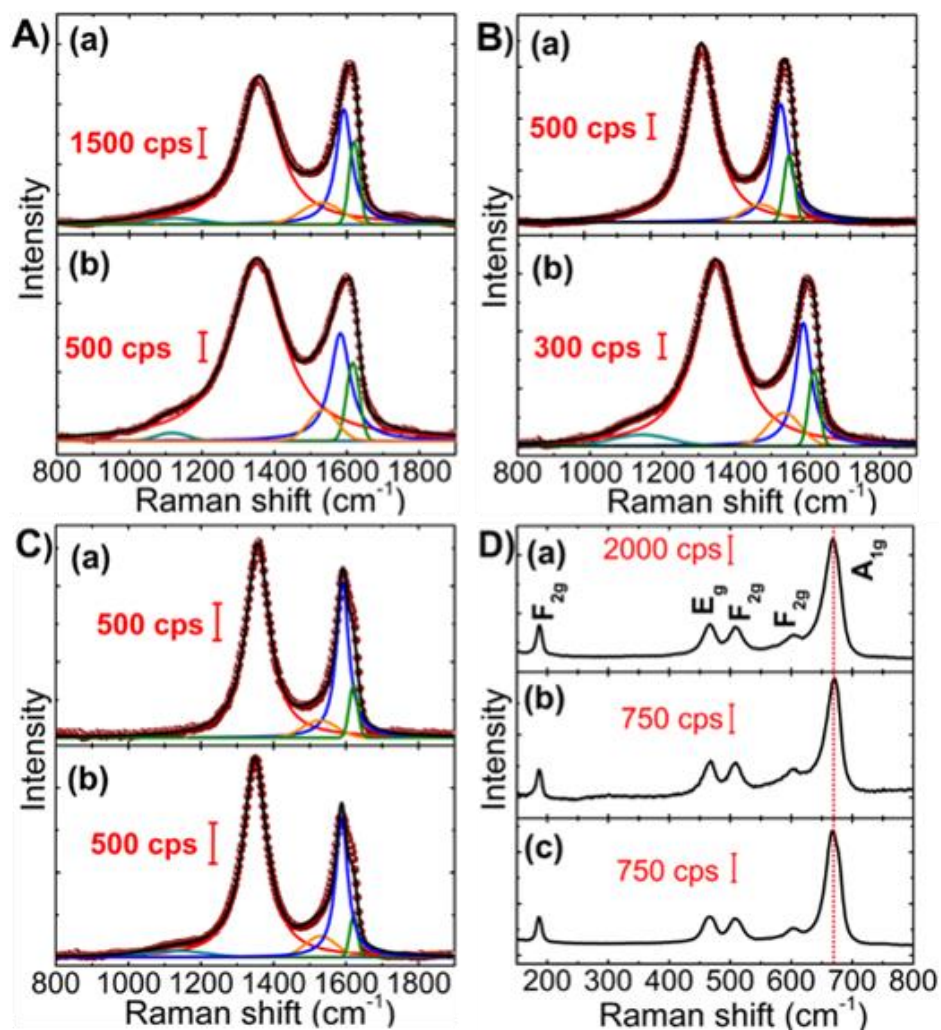 A)
(a)
1500 cps
(b)
500 cps
Intensity
800 1000 1200 1400 1600 1800
Raman shift (cm⁻¹)
B)
(a)
500 cps
(b)
300 cps
Intensity
800 1000 1200 1400 1600 1800
Raman shift (cm⁻¹)
C)
(a)
500 cps
(b)
500 cps
Intensity
800 1000 1200 1400 1600 1800
Raman shift (cm⁻¹)
D)
(a)
2000 cps
F2g
Eg
F2g
F2g
A1g
(b)
750 cps
(c)
750 cps
Intensity
200 300 400 500 600 700 800
Raman shift (cm⁻¹)